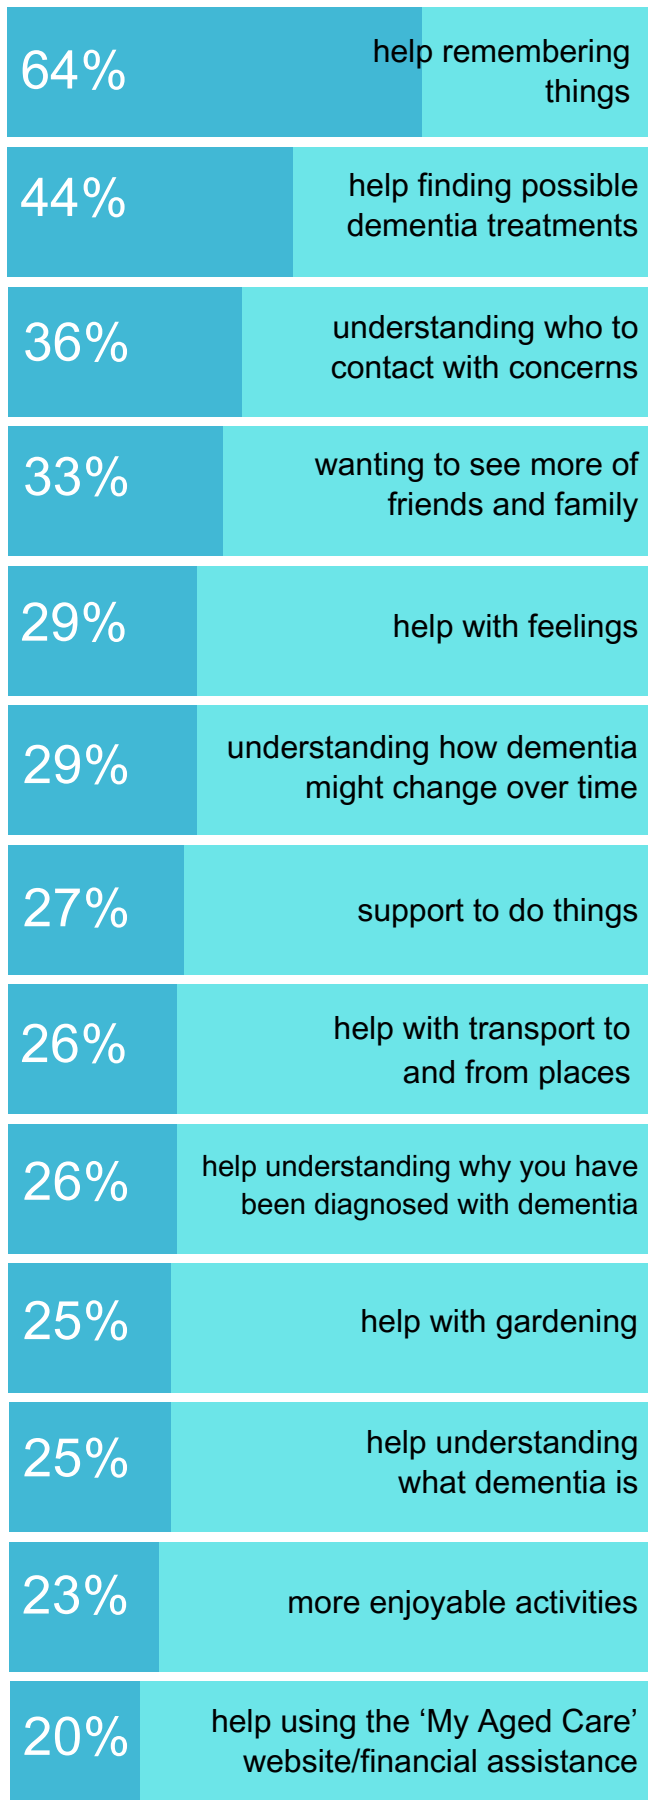 64%
help remembering
things
44%
help finding possible
dementia treatments
36%
understanding who to
contact with concerns
33%
wanting to see more of
friends and family
29%
help with feelings
29%
understanding how dementia
might change over time
27%
support to do things
26%
help with transport to
and from places
26%
help understanding why you have
been diagnosed with dementia
25%
help with gardening
25%
help understanding
what dementia is
23%
more enjoyable activities
20%
help using the ‘My Aged Care’
website/financial assistance